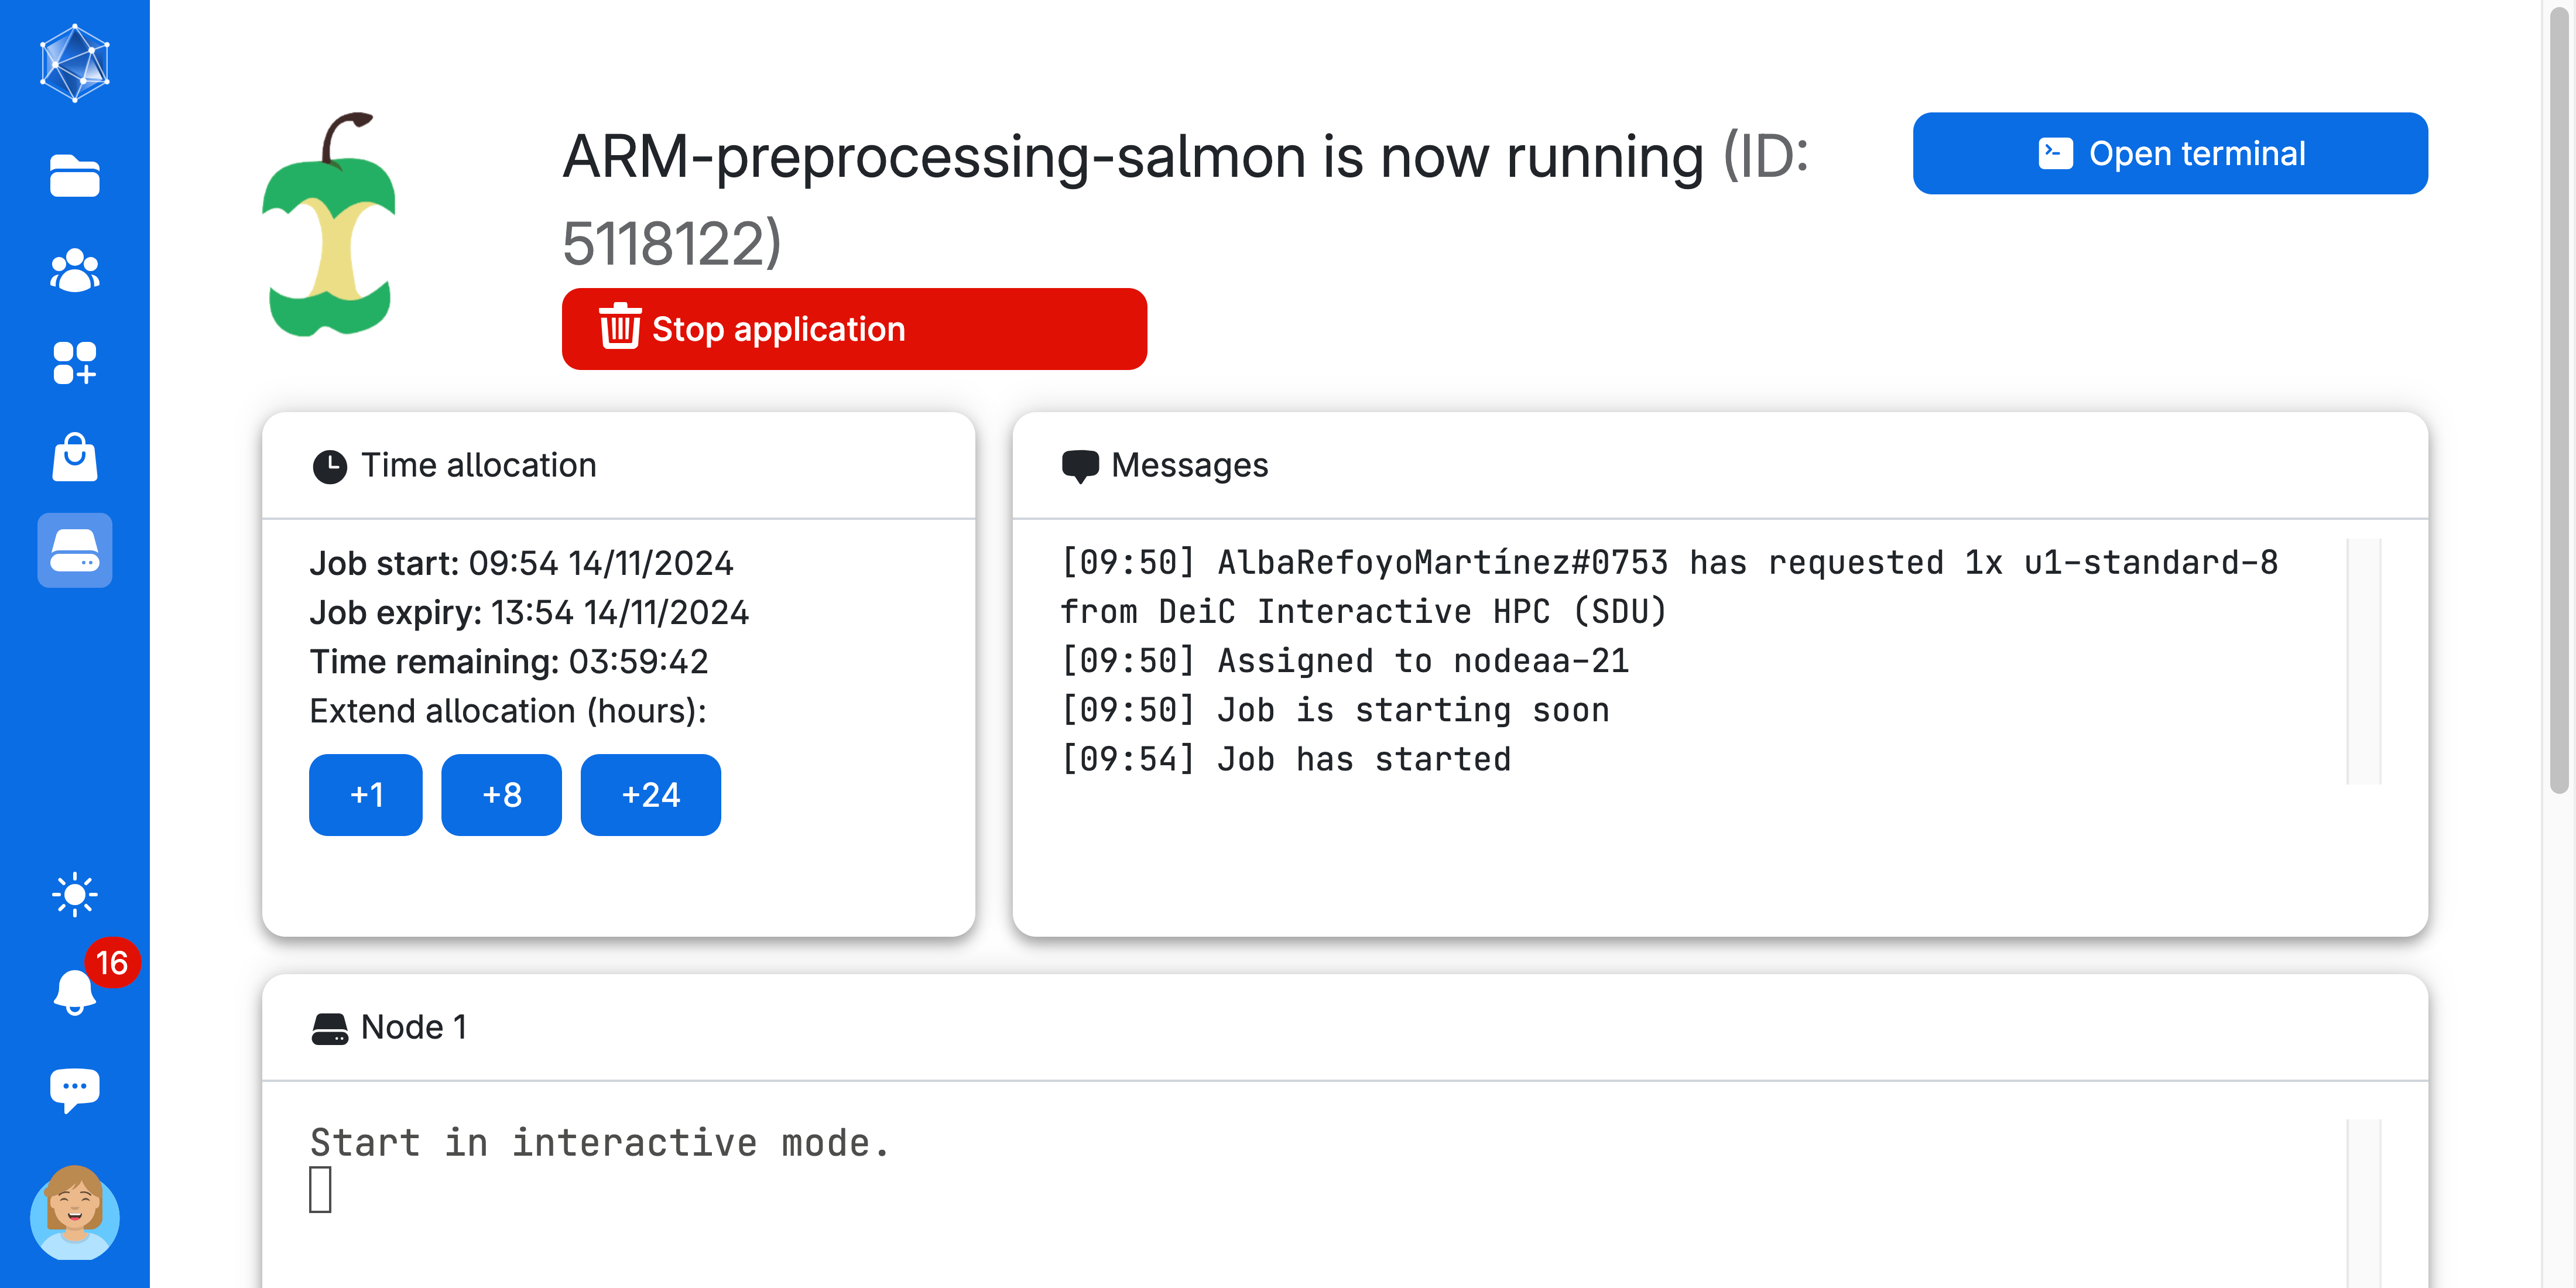 ARM-preprocessing-salmon is now running (ID:
5118122)
Open terminal
Stop application
Time allocation
Job start: 09:54 14/11/2024
Job expiry: 13:54 14/11/2024
Time remaining: 03:59:42
Extend allocation (hours):
+1 +8 +24
Messages
[09:50] AlbaRefoyoMartínez#0753 has requested 1x u1-standard-8
from DeiC Interactive HPC (SDU)
[09:50] Assigned to nodeaa-21
[09:50] Job is starting soon
[09:54] Job has started
16
Node 1
Start in interactive mode.